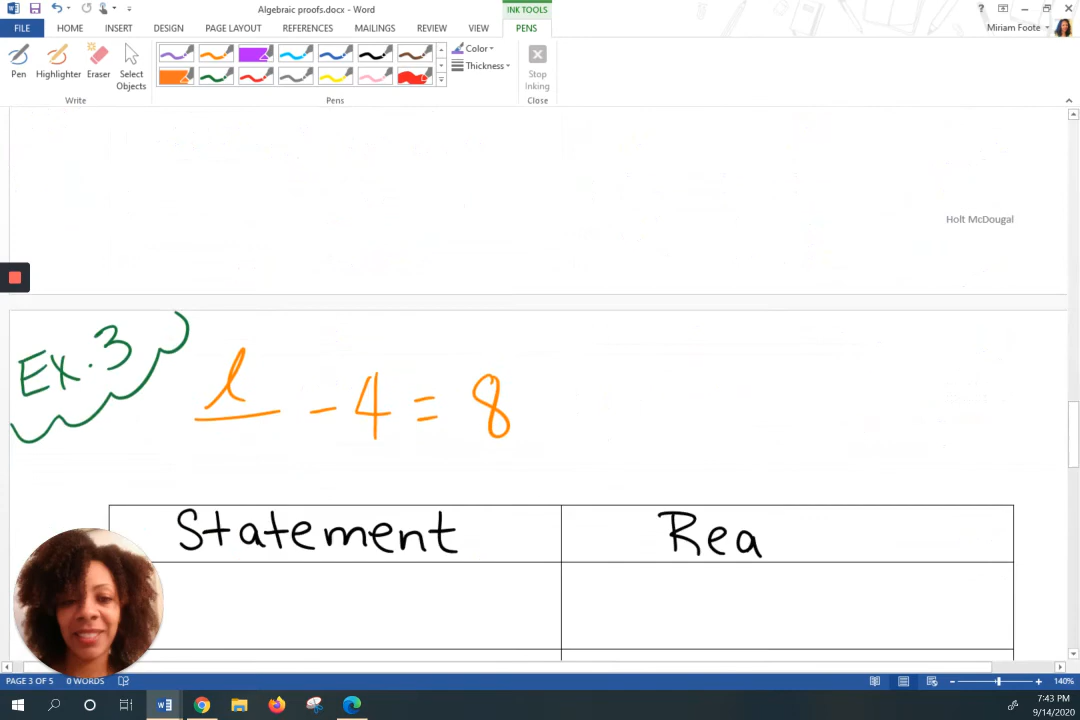 Algebraic proofs.docx - Word
INK TOOLS
FILE HOME INSERT DESIGN PAGE LAYOUT REFERENCES MAILINGS REVIEW VIEW PENS
Miriam Foote
Pen Highlighter Eraser Select Objects
Color
Thickness
Stop Inking
Write Pens Close
Holt McDougal
Ex. 3
l
- 4 = 8
Statement Rea
PAGE 3 OF 5 0 WORDS 140%
7:43 PM
9/14/2020